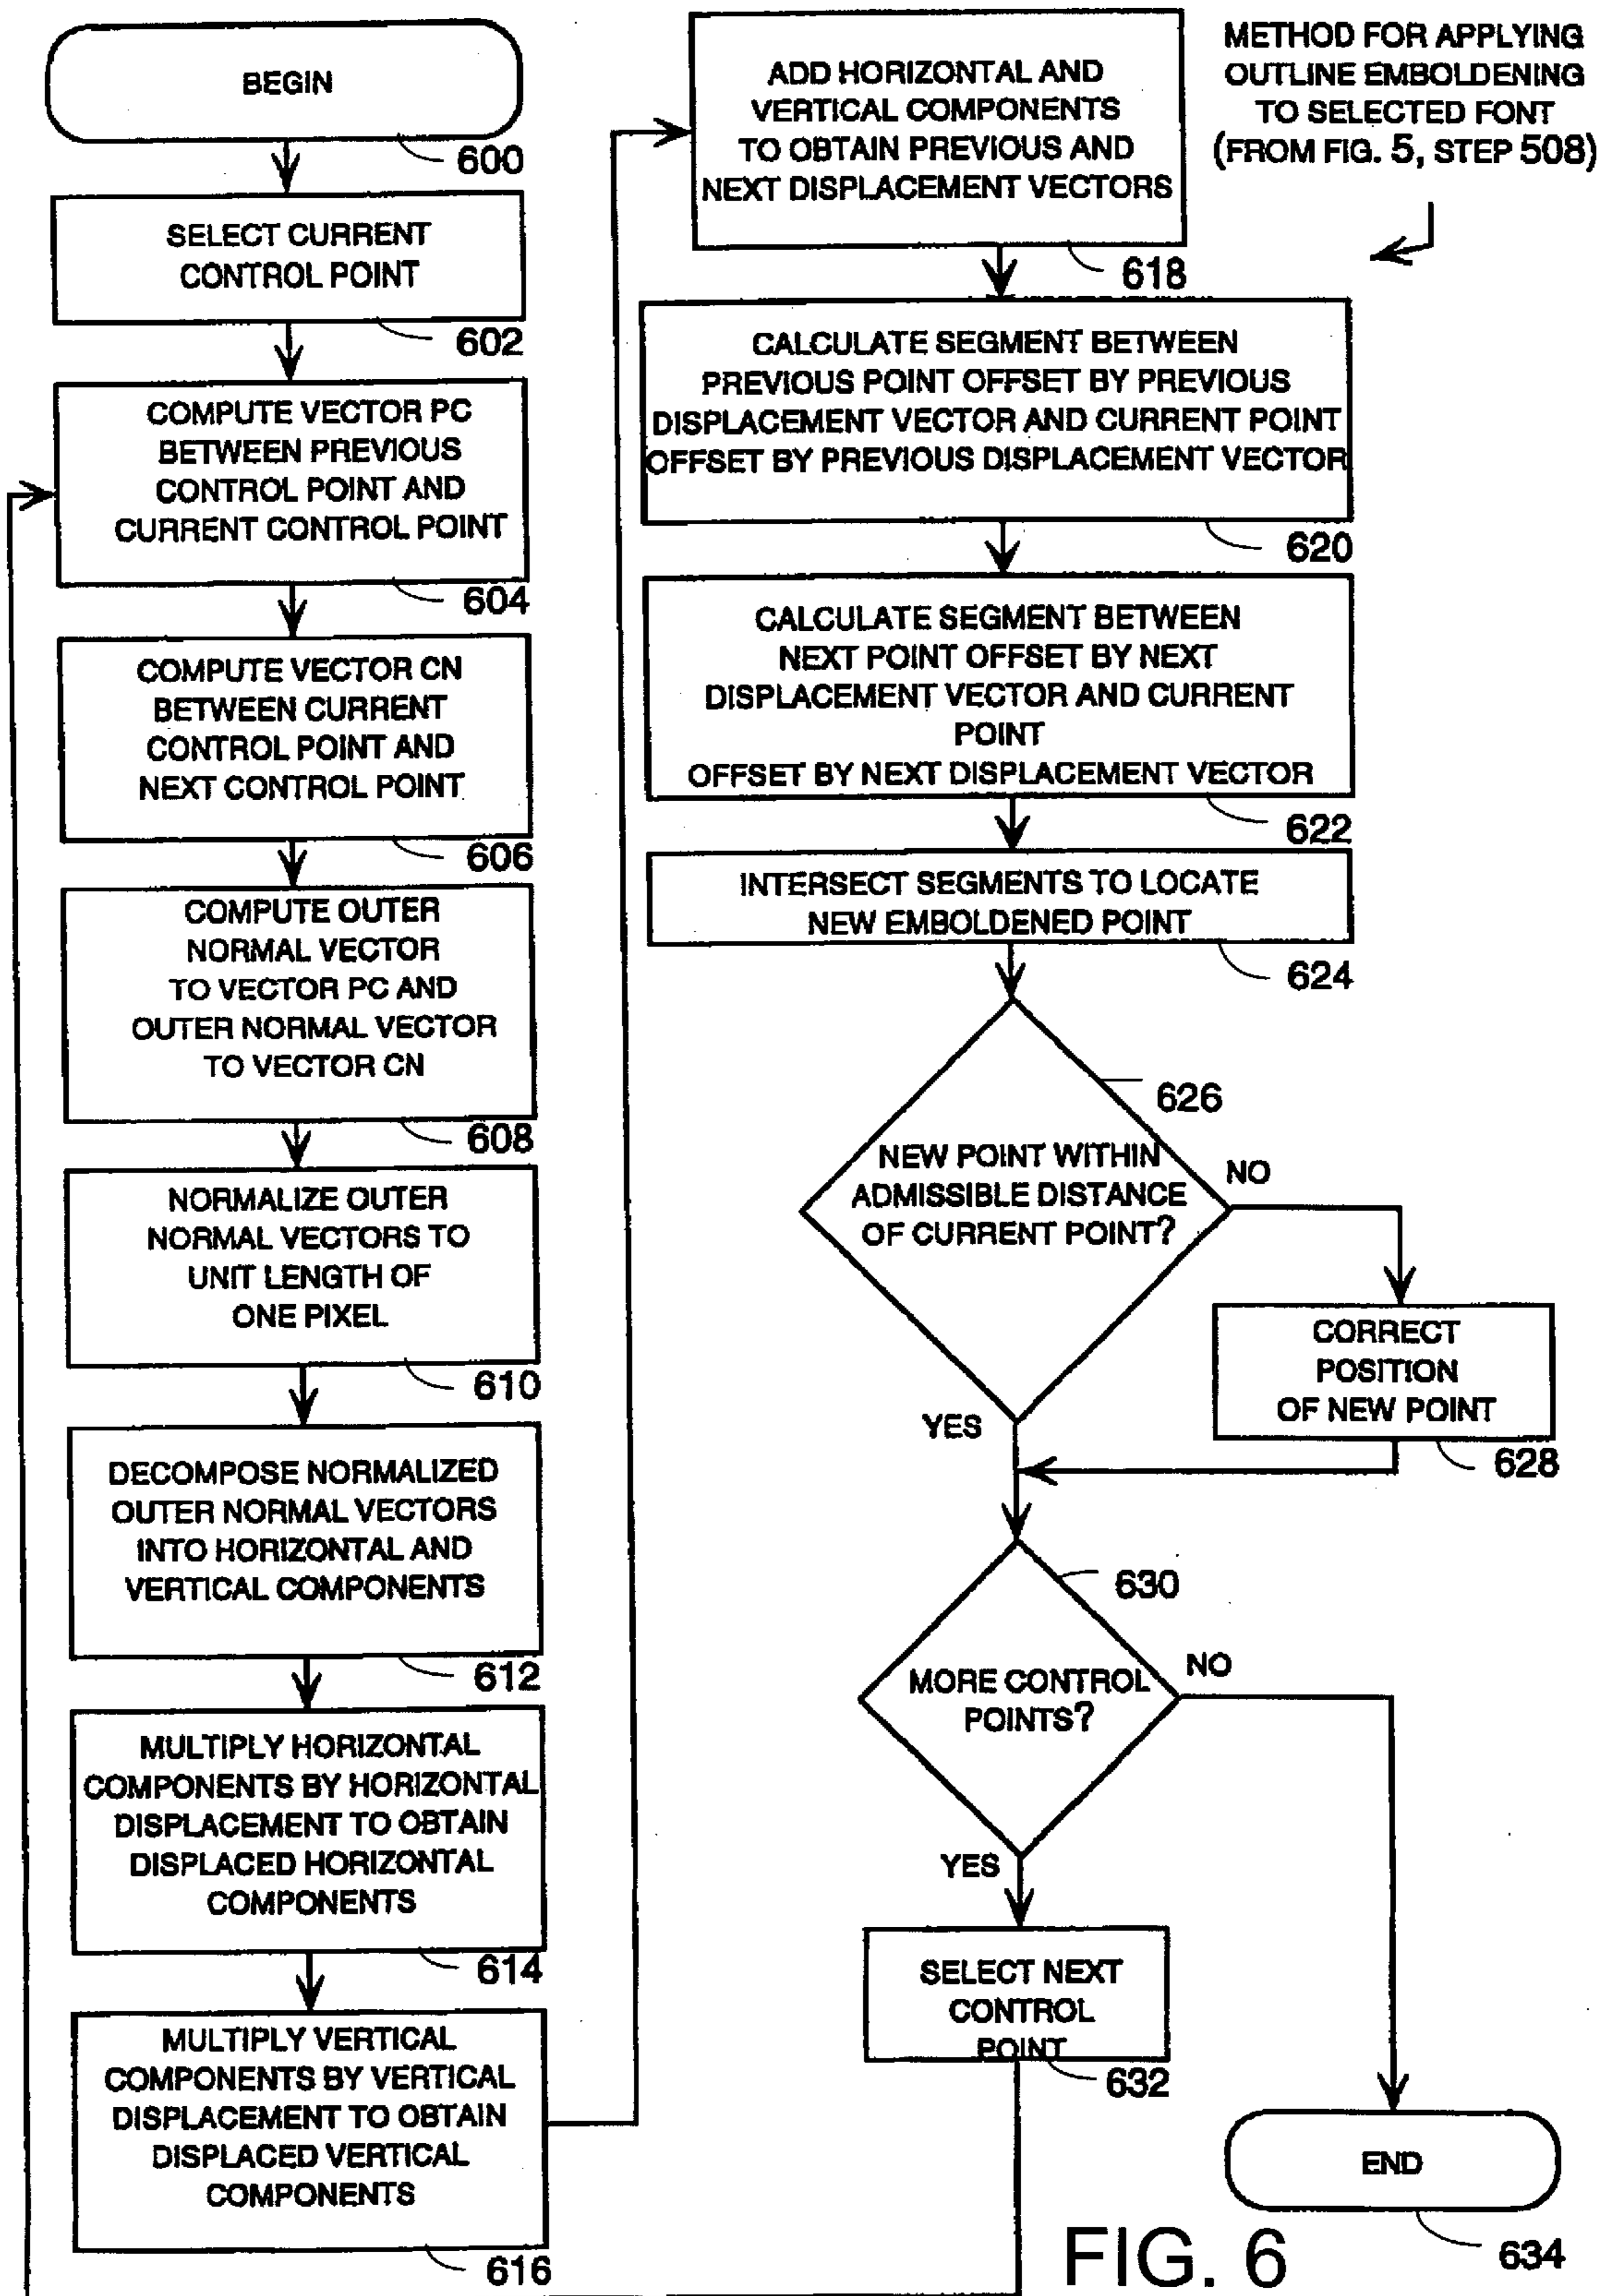 BEGIN
600
SELECT CURRENT
CONTROL POINT
602
COMPUTE VECTOR PC
BETWEEN PREVIOUS
CONTROL POINT AND
CURRENT CONTROL POINT
604
COMPUTE VECTOR CN
BETWEEN CURRENT
CONTROL POINT AND
NEXT CONTROL POINT
606
COMPUTE OUTER
NORMAL VECTOR
TO VECTOR PC AND
OUTER NORMAL VECTOR
TO VECTOR CN
608
NORMALIZE OUTER
NORMAL VECTORS TO
UNIT LENGTH OF
ONE PIXEL
610
DECOMPOSE NORMALIZED
OUTER NORMAL VECTORS
INTO HORIZONTAL AND
VERTICAL COMPONENTS
612
MULTIPLY HORIZONTAL
COMPONENTS BY HORIZONTAL
DISPLACEMENT TO OBTAIN
DISPLACED HORIZONTAL
COMPONENTS
614
MULTIPLY VERTICAL
COMPONENTS BY VERTICAL
DISPLACEMENT TO OBTAIN
DISPLACED VERTICAL
COMPONENTS
616
ADD HORIZONTAL AND
VERTICAL COMPONENTS
TO OBTAIN PREVIOUS AND
NEXT DISPLACEMENT VECTORS
618
METHOD FOR APPLYING
OUTLINE EMBOLDENING
TO SELECTED FONT
(FROM FIG. 5, STEP 508)
CALCULATE SEGMENT BETWEEN
PREVIOUS POINT OFFSET BY PREVIOUS
DISPLACEMENT VECTOR AND CURRENT POINT
OFFSET BY PREVIOUS DISPLACEMENT VECTOR
620
CALCULATE SEGMENT BETWEEN
NEXT POINT OFFSET BY NEXT
DISPLACEMENT VECTOR AND CURRENT
POINT
OFFSET BY NEXT DISPLACEMENT VECTOR
622
INTERSECT SEGMENTS TO LOCATE
NEW EMBOLDENED POINT
624
626
NEW POINT WITHIN
ADMISSIBLE DISTANCE
OF CURRENT POINT?
NO
YES
CORRECT
POSITION
OF NEW POINT
628
630
MORE CONTROL
POINTS?
NO
YES
SELECT NEXT
CONTROL
POINT
632
END
634
FIG. 6